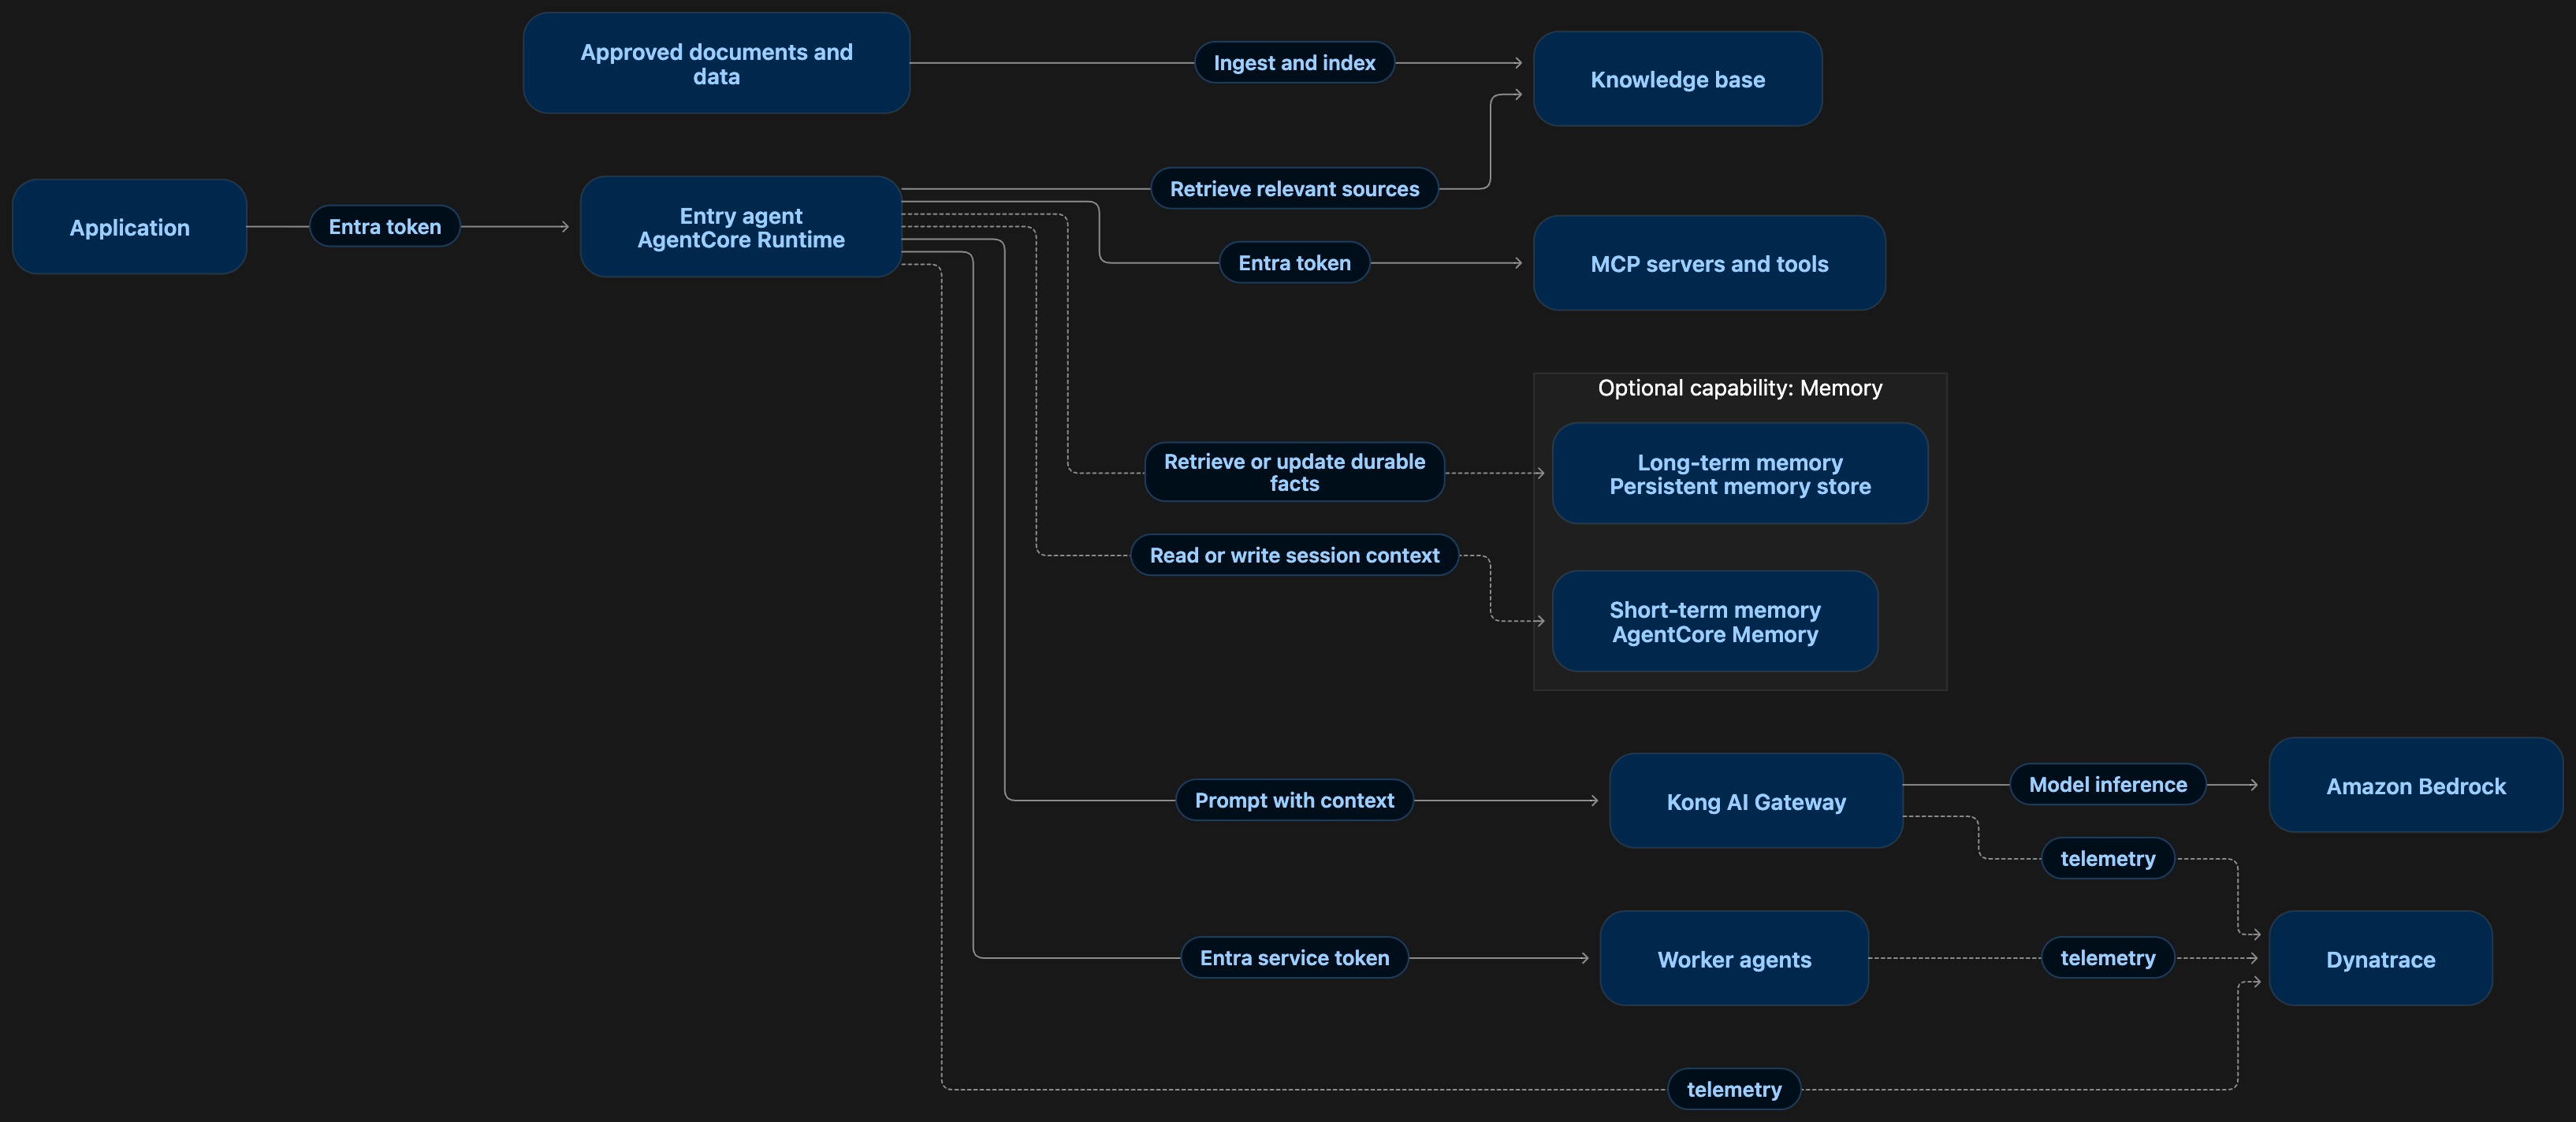 Approved documents and
data
Ingest and index
Knowledge base
Retrieve relevant sources
Application
Entra token
Entry agent
AgentCore Runtime
Entra token
MCP servers and tools
Optional capability: Memory
Retrieve or update durable
facts
Long-term memory
Persistent memory store
Read or write session context
Short-term memory
AgentCore Memory
Prompt with context
Kong AI Gateway
Model inference
Amazon Bedrock
telemetry
Entra service token
Worker agents
telemetry
Dynatrace
telemetry